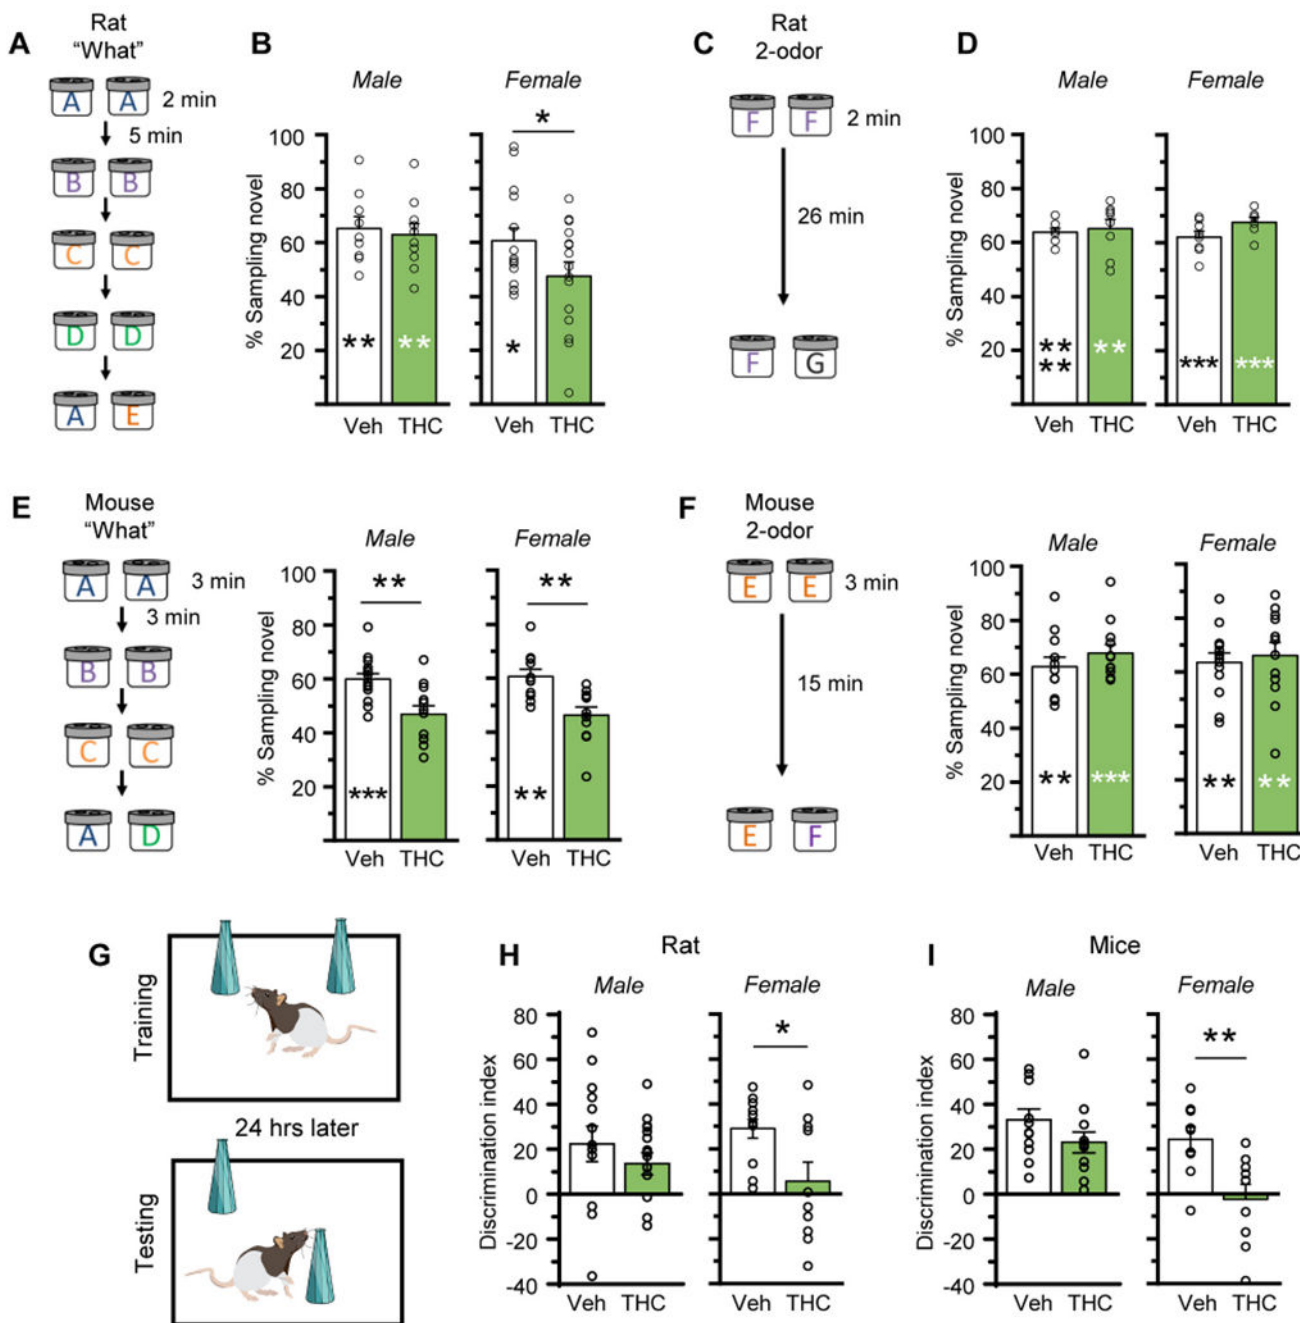 A
Rat
“What”
A A 2 min
5 min
B B
C C
D D
A E
B
Male Female
*
% Sampling novel
100
80
60
40
20
** ** *
Veh THC Veh THC
C
Rat
2-odor
F F 2 min
26 min
F G
D
Male Female
% Sampling novel
100
80
60
40
20
** ** *** ***
**
Veh THC Veh THC
E
Mouse
“What”
A A 3 min
3 min
B B
C C
A D
Male Female
** **
% Sampling novel
100
80
60
40
20
*** **
Veh THC Veh THC
F
Mouse
2-odor
E E 3 min
15 min
E F
Male Female
% Sampling novel
100
80
60
40
20
** *** ** **
Veh THC Veh THC
G
Training
24 hrs later
Testing
H
Rat
Male Female
*
Discrimination index
80
60
40
20
0
-20
-40
Veh THC Veh THC
I
Mice
Male Female
**
Discrimination index
80
60
40
20
0
-20
-40
Veh THC Veh THC